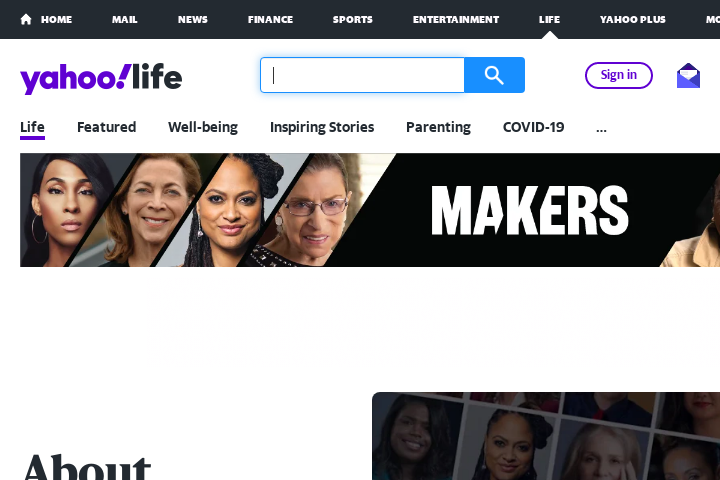 HOME MAIL NEWS FINANCE SPORTS ENTERTAINMENT LIFE YAHOO PLUS
yahoo!life
Sign in
Life Featured Well-being Inspiring Stories Parenting COVID-19 ...
MAKERS
About